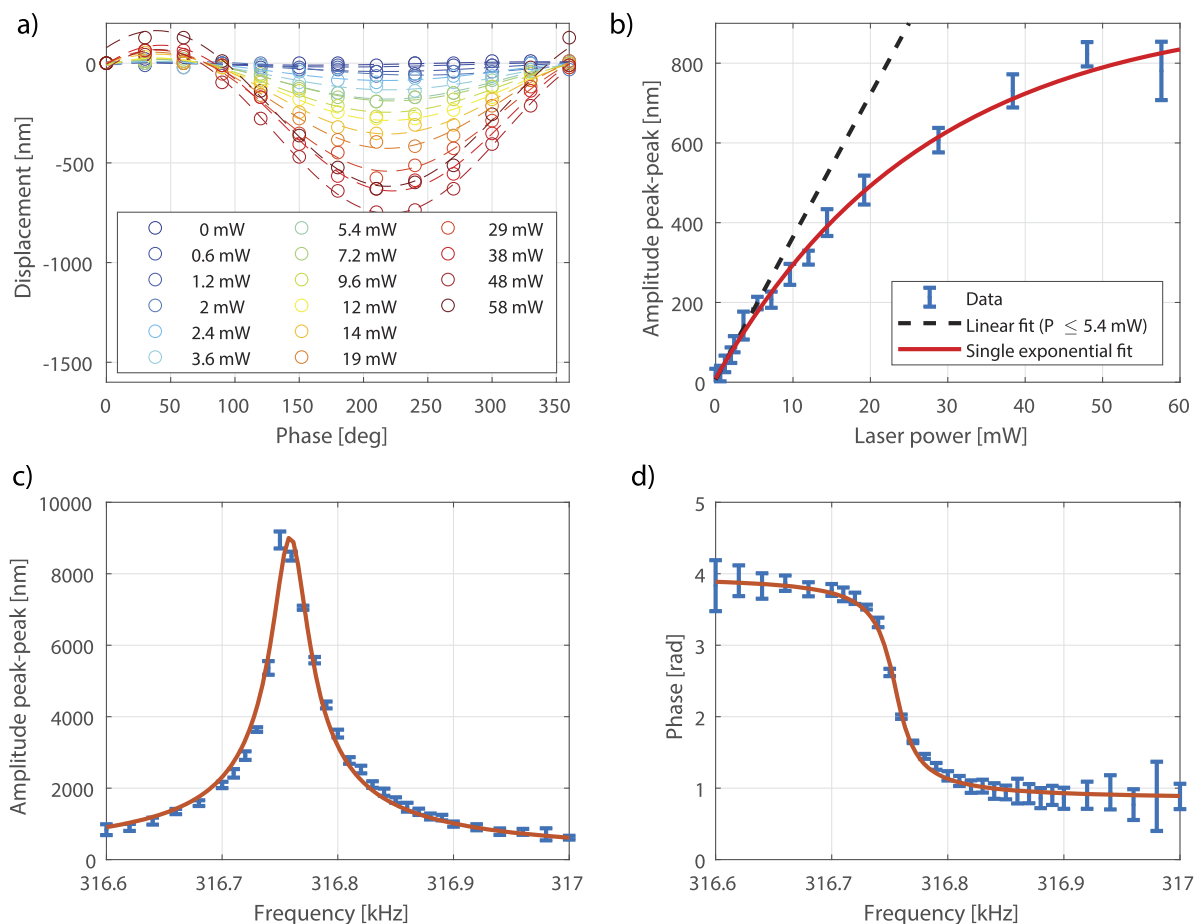 a)
Displacement [nm]
0
-500
-1000
-1500
0 50 100 150 200 250 300 350
Phase [deg]
0 mW 5.4 mW 29 mW
0.6 mW 7.2 mW 38 mW
1.2 mW 9.6 mW 48 mW
2 mW 12 mW 58 mW
2.4 mW 14 mW
3.6 mW 19 mW
b)
Amplitude peak-peak [nm]
800
600
400
200
0
0 10 20 30 40 50 60
Laser power [mW]
Data
Linear fit (P ≤ 5.4 mW)
Single exponential fit
c)
Amplitude peak-peak [nm]
10000
8000
6000
4000
2000
0
316.6 316.7 316.8 316.9 317
Frequency [kHz]
d)
Phase [rad]
5
4
3
2
1
0
316.6 316.7 316.8 316.9 317
Frequency [kHz]